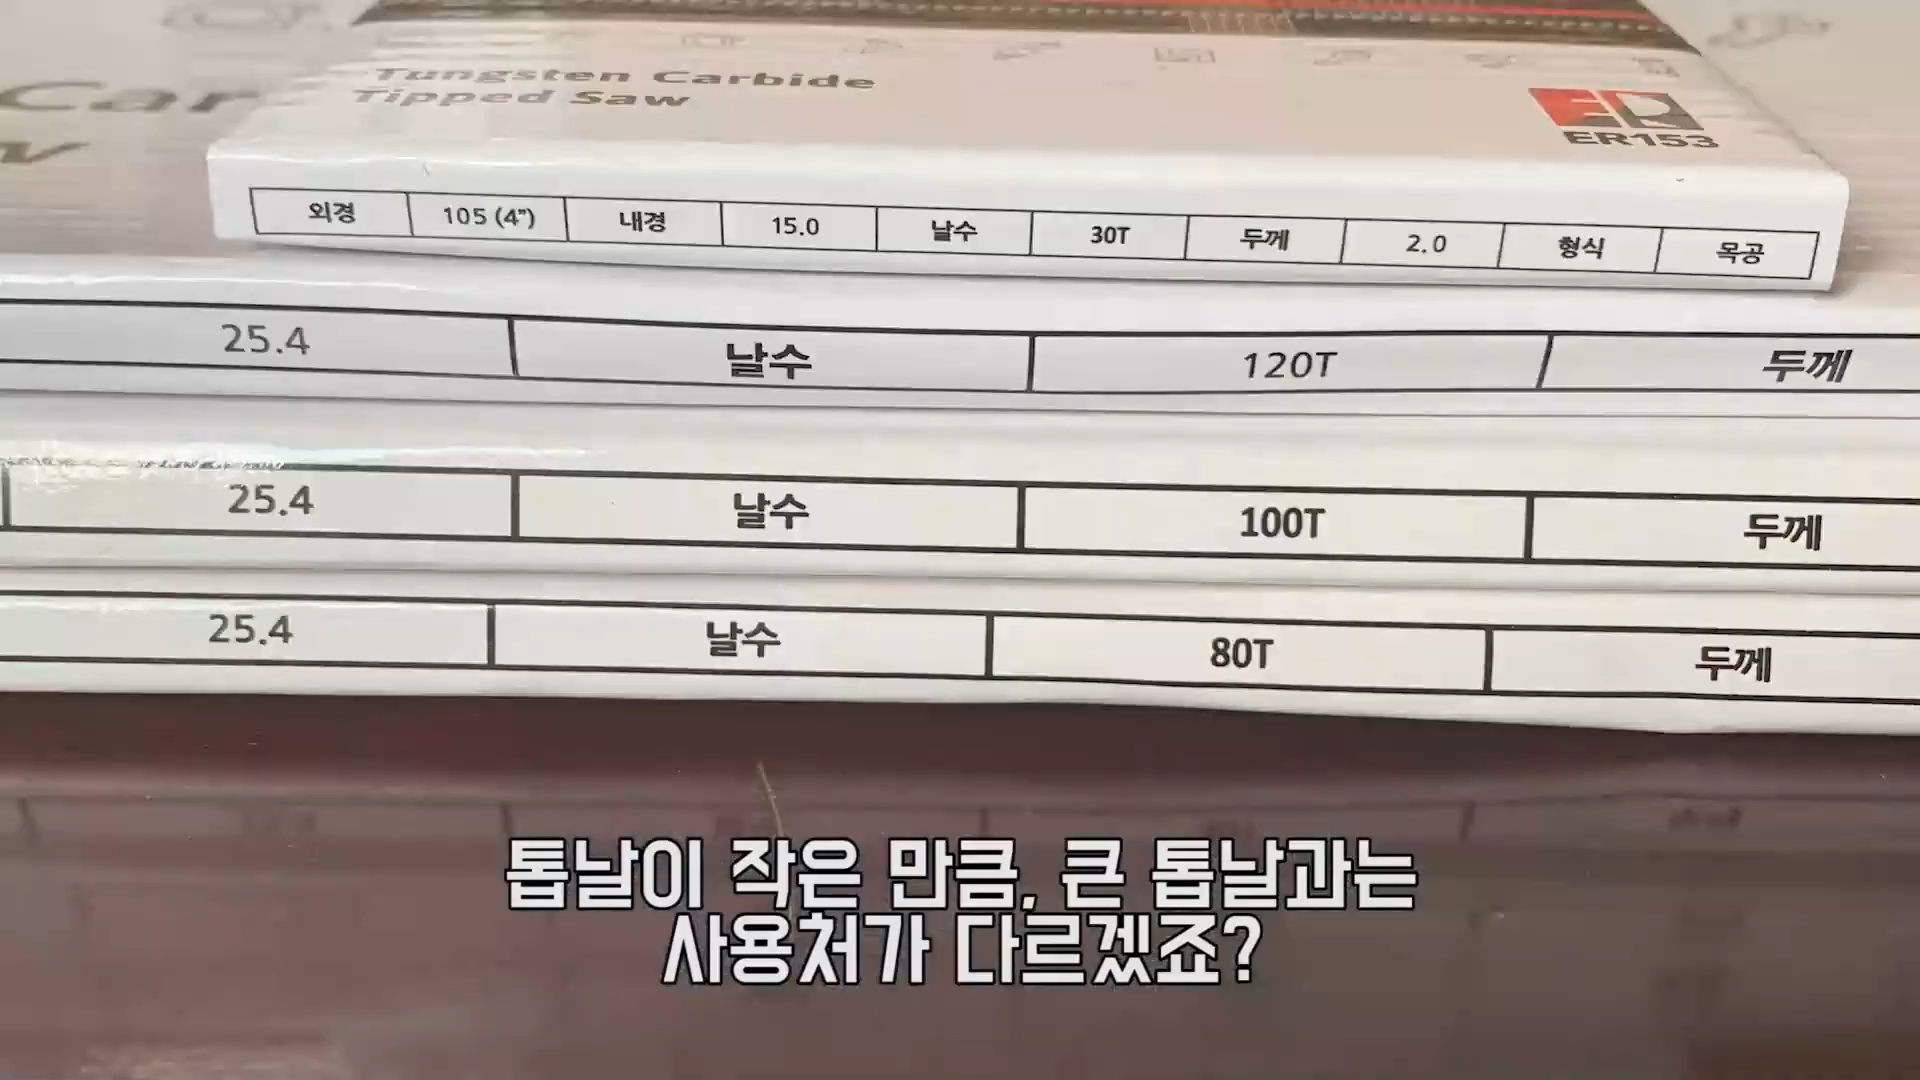 Tungsten Carbide
Tipped Saw
Car
ER
ER153
외경 105 (4") 내경 15.0 날수 30T 두께 2.0 형식 목공
25.4 날수 120T 두께
25.4 날수 100T 두께
25.4 날수 80T 두께
톱날이 작은 만큼, 큰 톱날과는
사용처가 다르겠죠?